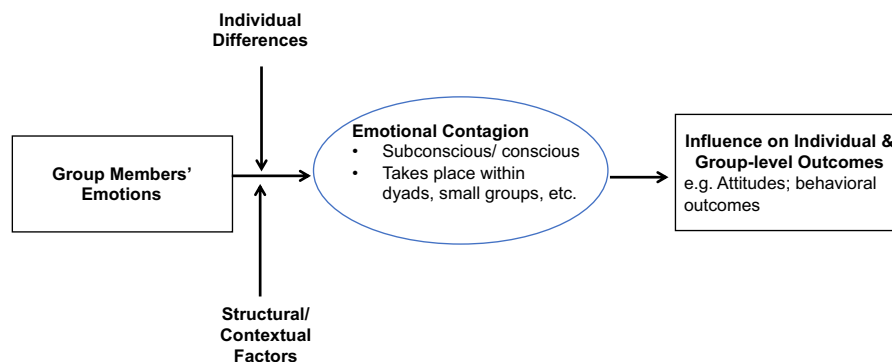 Individual
Differences
Group Members’
Emotions
Emotional Contagion
• Subconscious/ conscious
• Takes place within
dyads, small groups, etc.
Influence on Individual &
Group-level Outcomes
e.g. Attitudes; behavioral
outcomes
Structural/
Contextual
Factors